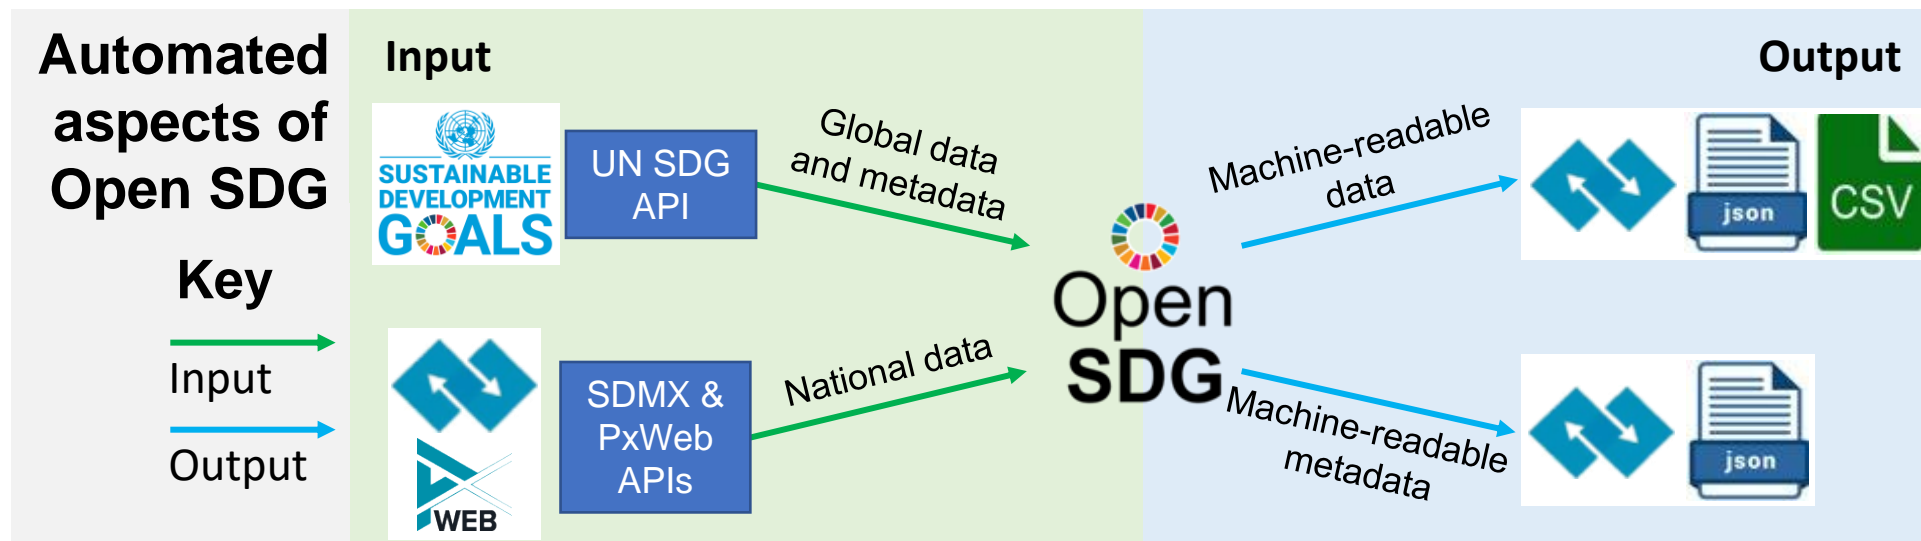 Automated
aspects of
Open SDG
Key
Input
Output
Input
SUSTAINABLE
DEVELOPMENT
GOALS
UN SDG
API
Global data
and metadata
WEB
SDMX &
PxWeb
APIs
National data
Open
SDG
Output
Machine-readable
data
json
CSV
Machine-readable
metadata
json